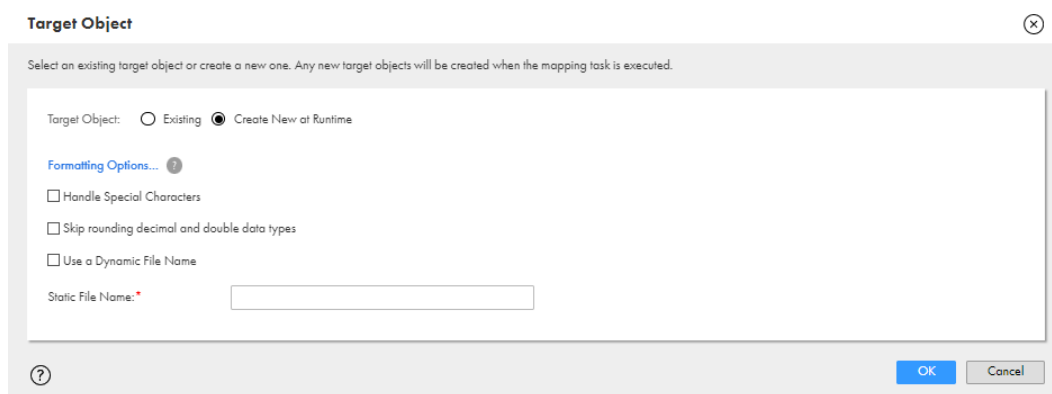 Target Object
Select an existing target object or create a new one. Any new target objects will be created when the mapping task is executed.
Target Object: Existing Create New at Runtime
Formatting Options... ?
Handle Special Characters
Skip rounding decimal and double data types
Use a Dynamic File Name
Static File Name:*
? OK Cancel